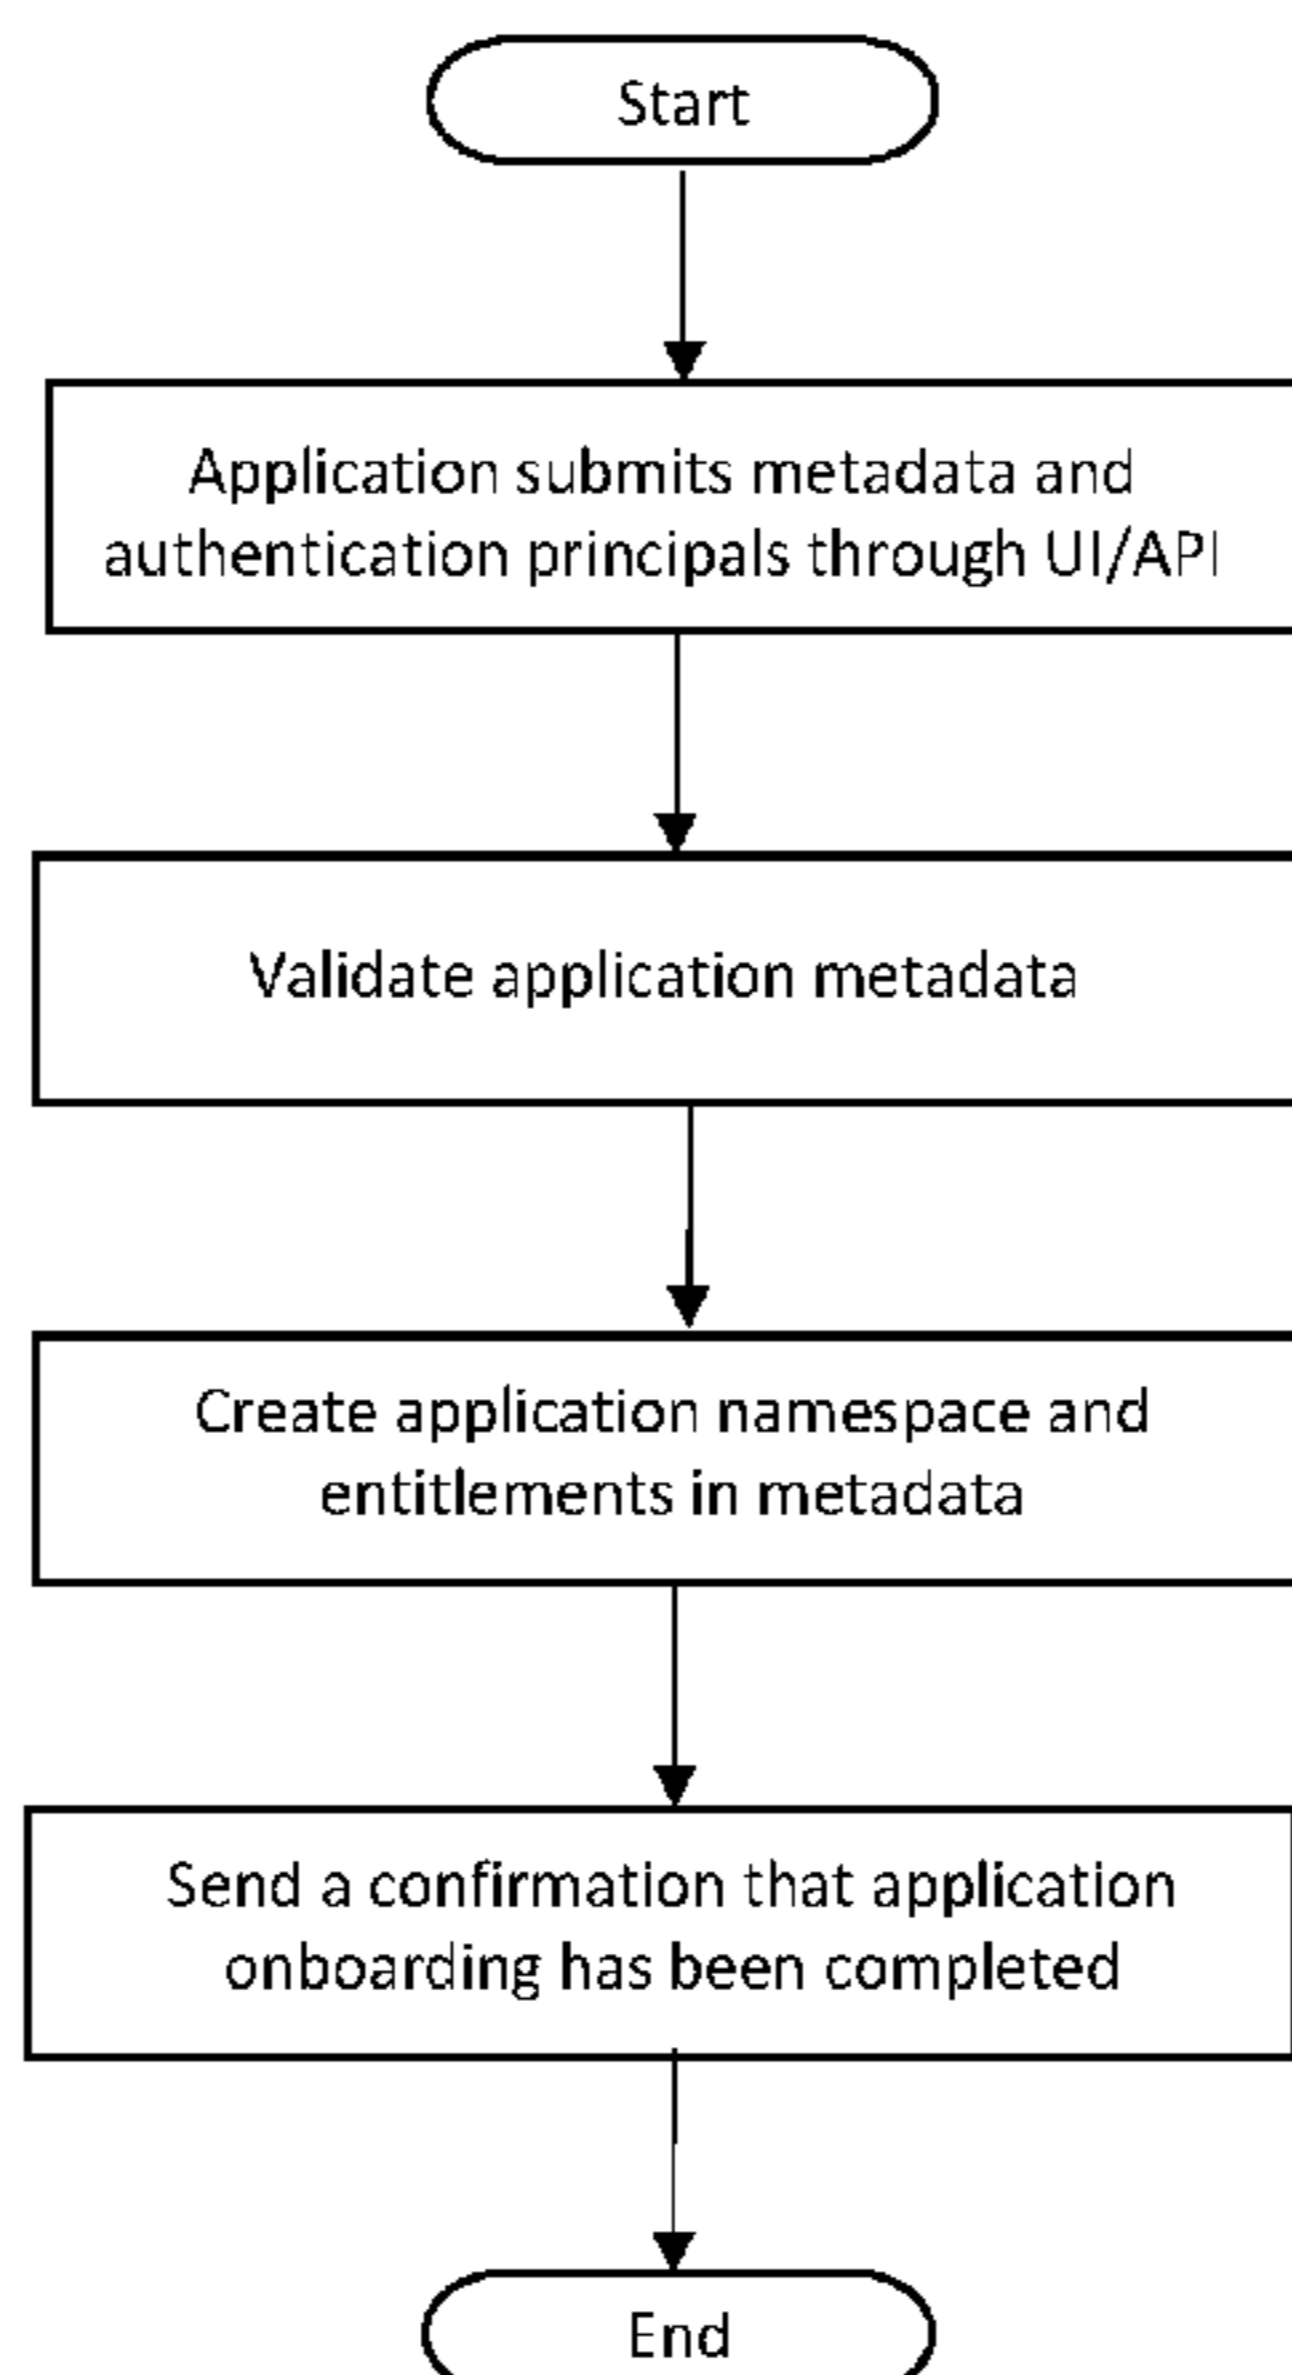 Start
Application submits metadata and
authentication principals through UI/API
Validate application metadata
Create application namespace and
entitlements in metadata
Send a confirmation that application
onboarding has been completed
End